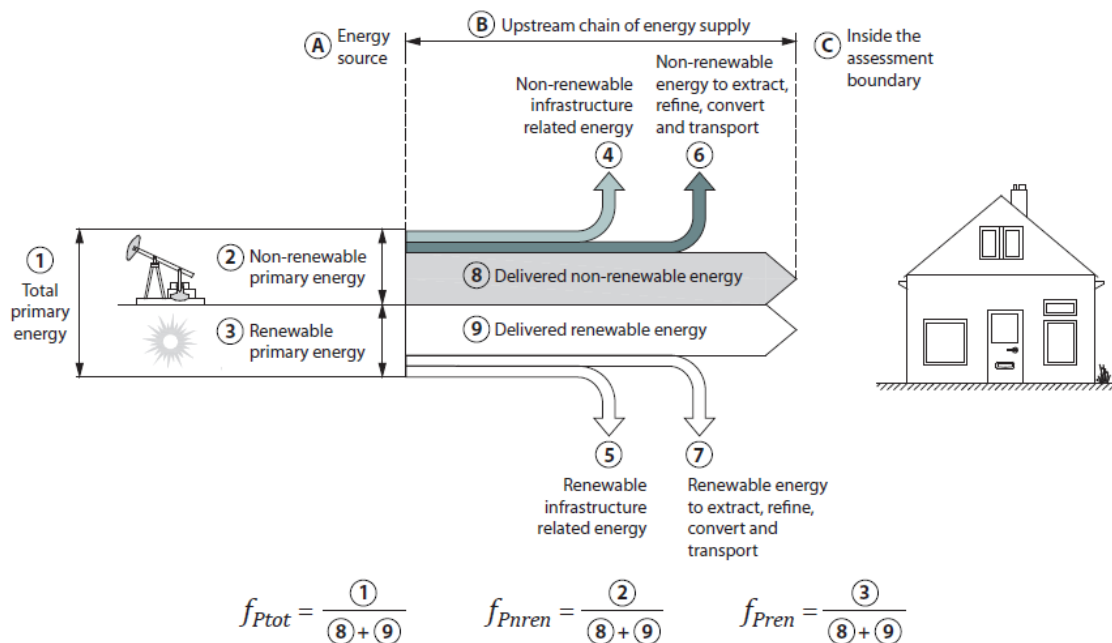 A Energy
source
B Upstream chain of energy supply
C Inside the
assessment
boundary
Non-renewable
infrastructure
related energy
4
Non-renewable
energy to extract,
refine, convert
and transport
6
1
Total
primary
energy
2 Non-renewable
primary energy
8 Delivered non-renewable energy
3 Renewable
primary energy
9 Delivered renewable energy
5
Renewable
infrastructure
related energy
7
Renewable energy
to extract, refine,
convert and
transport
f_Ptot = 1 / (8 + 9)
f_Pnren = 2 / (8 + 9)
f_Pren = 3 / (8 + 9)